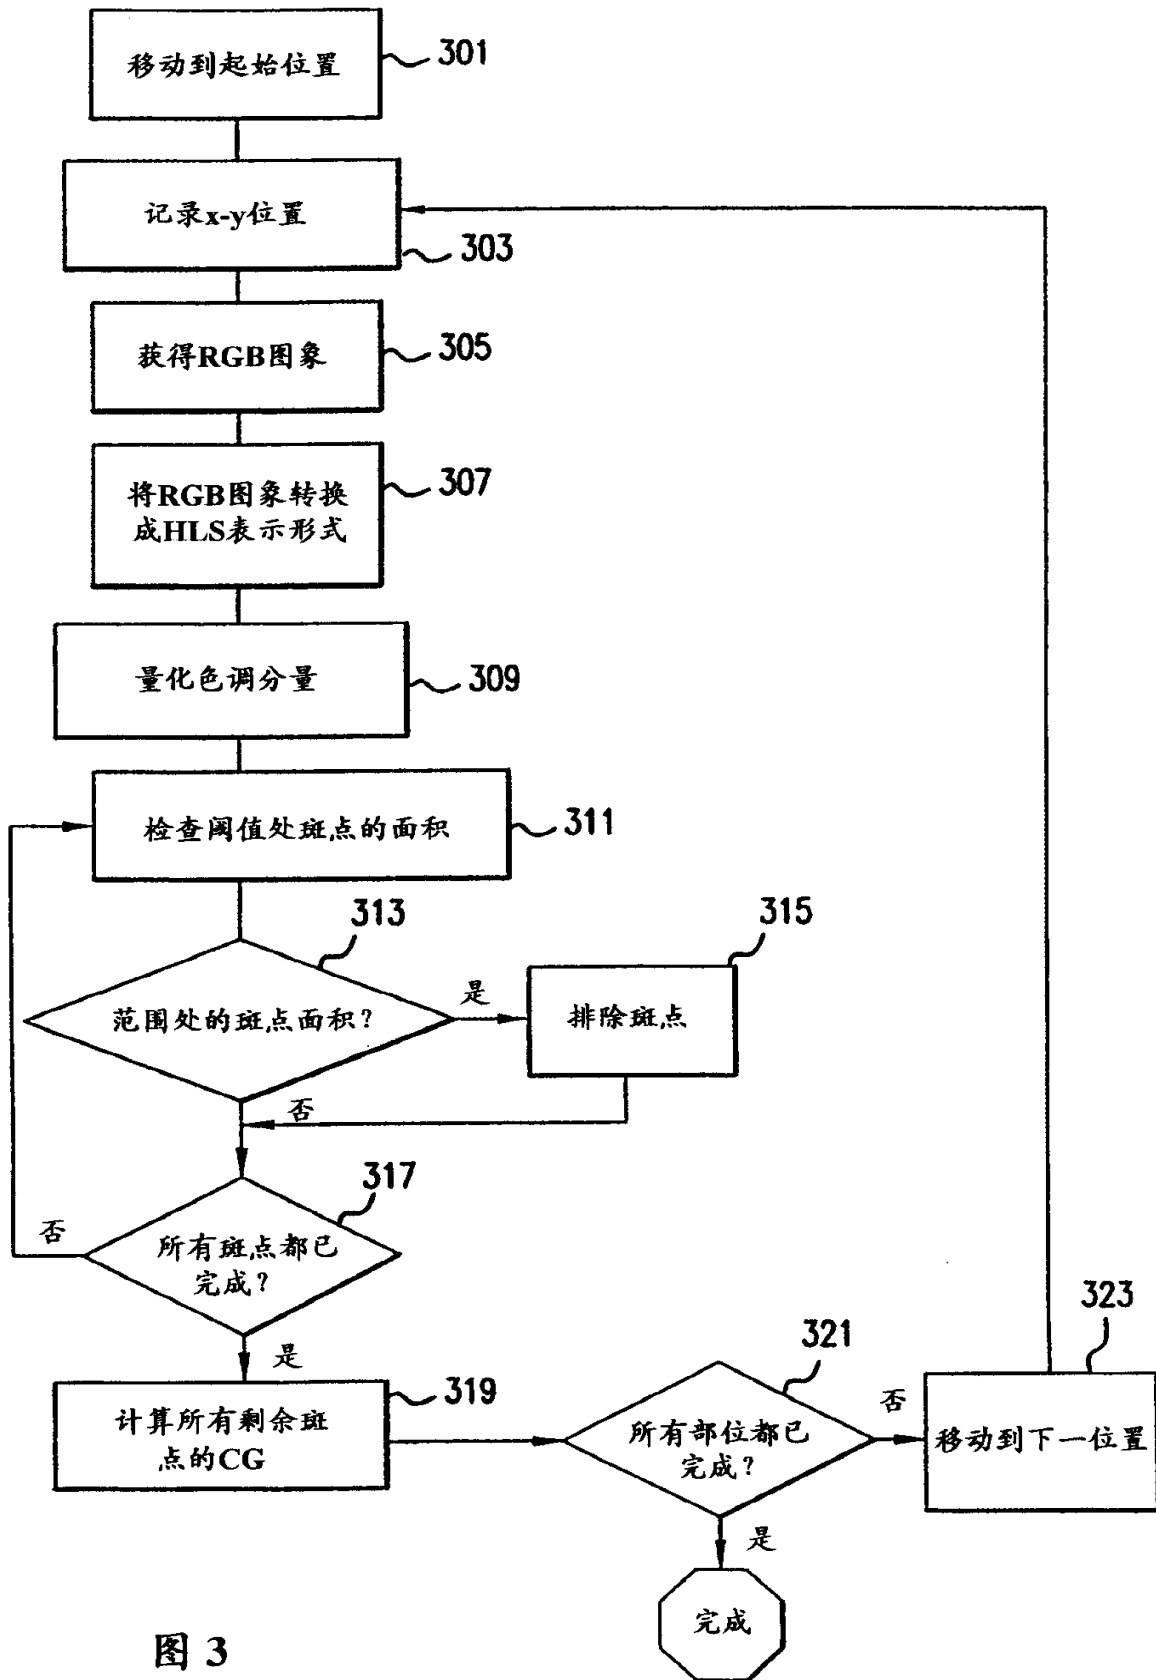 移动到起始位置
301
记录x-y位置
303
获得RGB图象
305
将RGB图象转换
成HLS表示形式
307
量化色调分量
309
检查阈值处斑点的面积
311
313
范围处的斑点面积?
是
315
排除斑点
否
317
所有斑点都已
完成?
否
是
319
计算所有剩余斑
点的CG
321
所有部位都已
完成?
否
323
移动到下一位置
是
完成
图 3